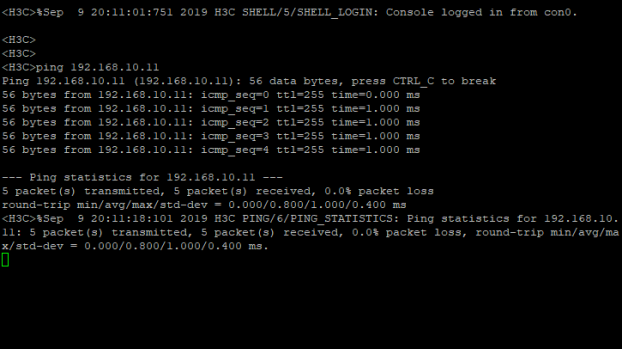 <H3C>%Sep  9 20:11:01:751 2019 H3C SHELL/5/SHELL_LOGIN: Console logged in from con0.
<H3C>
<H3C>
<H3C>ping 192.168.10.11
Ping 192.168.10.11 (192.168.10.11): 56 data bytes, press CTRL_C to break
56 bytes from 192.168.10.11: icmp_seq=0 ttl=255 time=0.000 ms
56 bytes from 192.168.10.11: icmp_seq=1 ttl=255 time=1.000 ms
56 bytes from 192.168.10.11: icmp_seq=2 ttl=255 time=1.000 ms
56 bytes from 192.168.10.11: icmp_seq=3 ttl=255 time=1.000 ms
56 bytes from 192.168.10.11: icmp_seq=4 ttl=255 time=1.000 ms
--- Ping statistics for 192.168.10.11 ---
5 packet(s) transmitted, 5 packet(s) received, 0.0% packet loss
round-trip min/avg/max/std-dev = 0.000/0.800/1.000/0.400 ms
<H3C>%Sep  9 20:11:18:101 2019 H3C PING/6/PING_STATISTICS: Ping statistics for 192.168.10.
11: 5 packet(s) transmitted, 5 packet(s) received, 0.0% packet loss, round-trip min/avg/ma
x/std-dev = 0.000/0.800/1.000/0.400 ms.